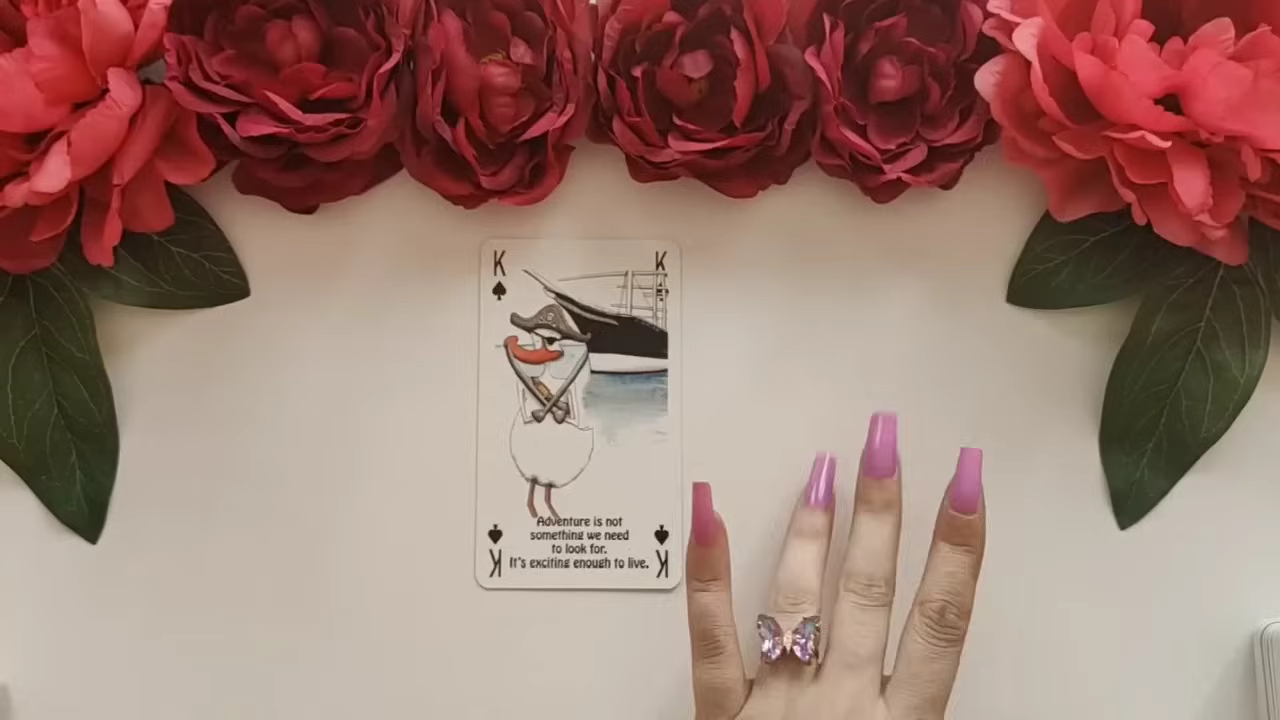 K K
Adventure is not
something we need
to look for.
It's exciting enough to live.
K K